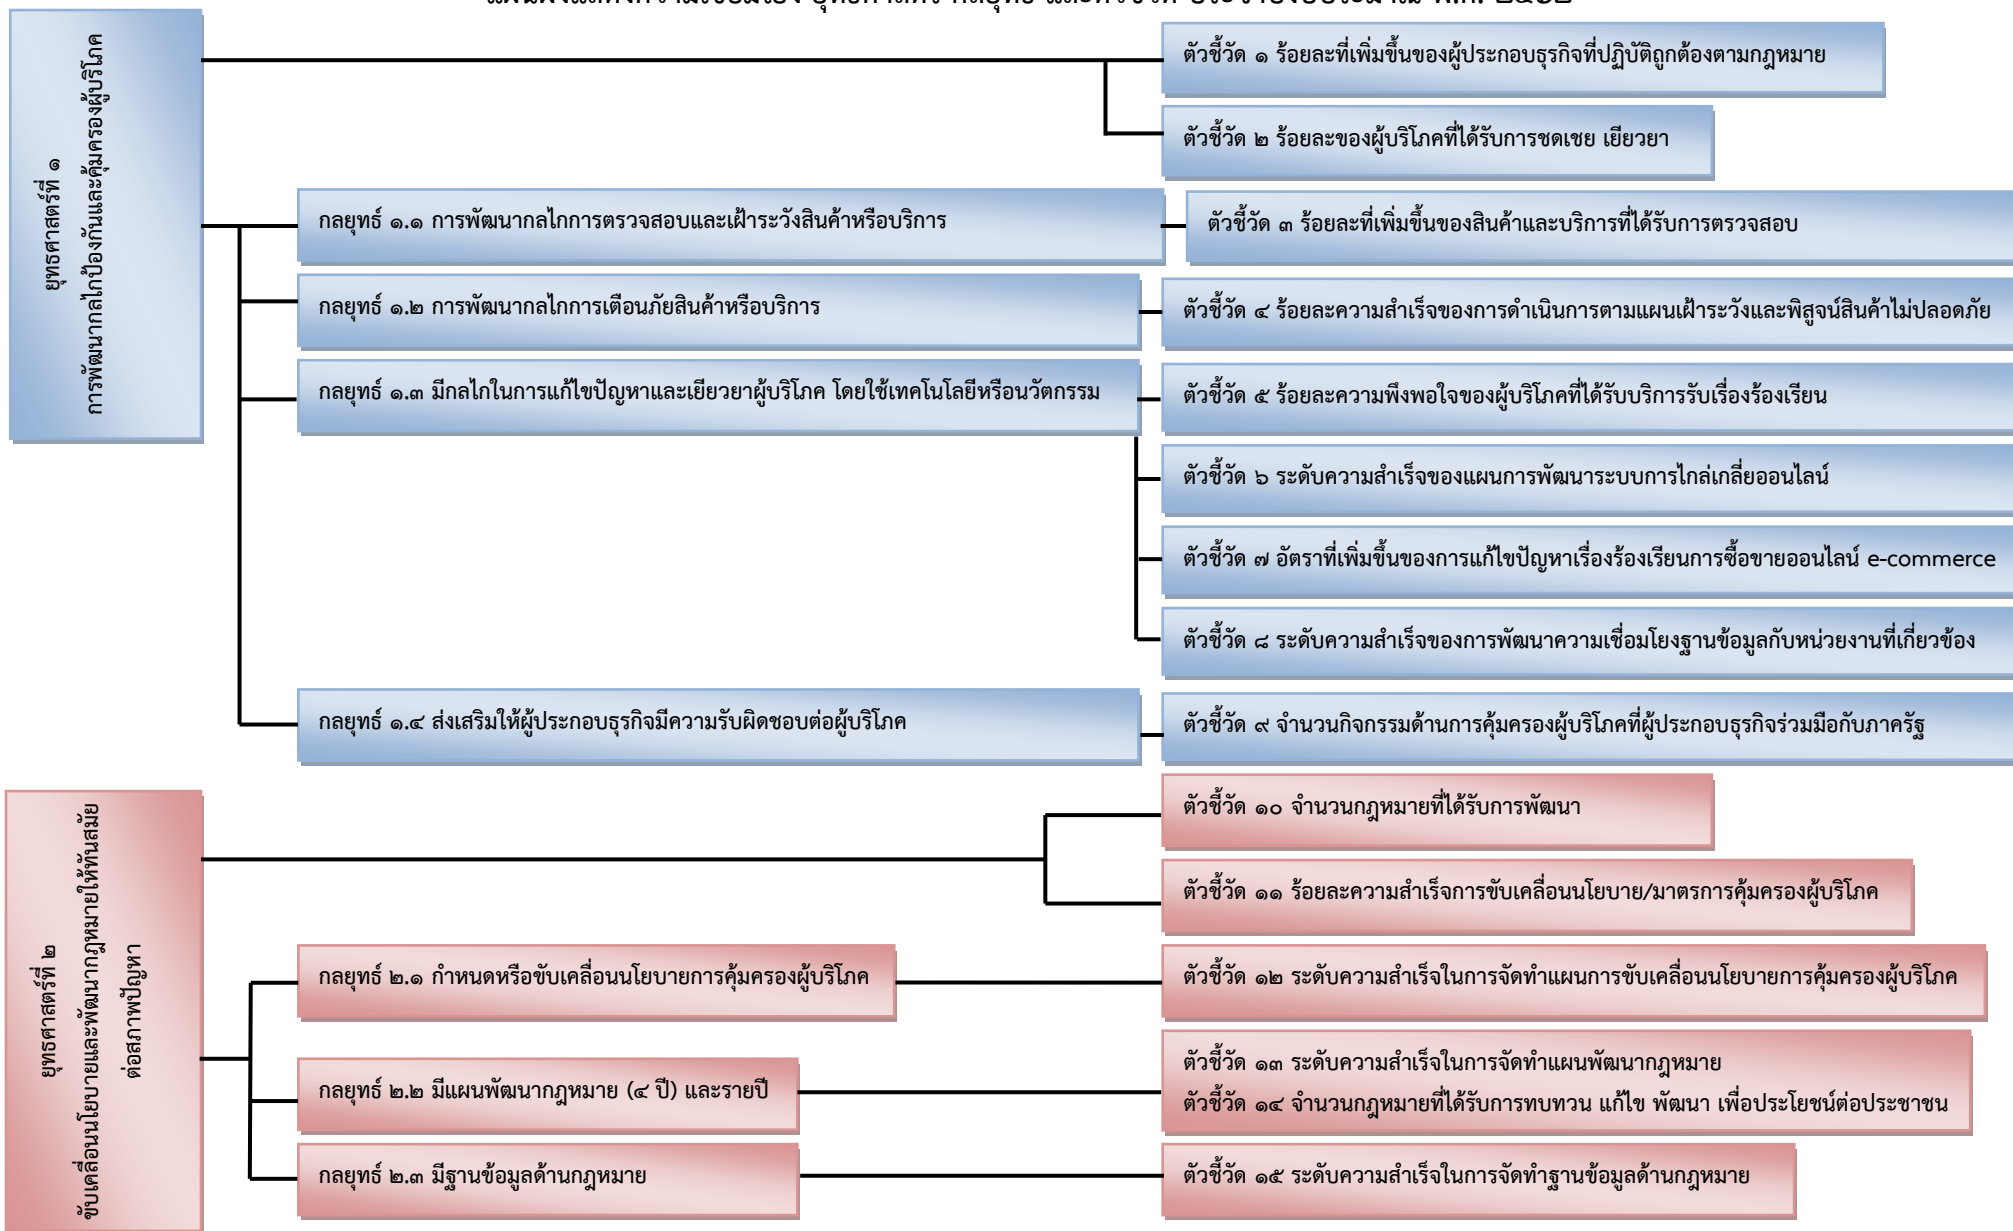 แผนผังแสดงความเชื่อมโยง ยุทธศาสตร์ กลยุทธ์ และตัวชี้วัด ประจำปีงบประมาณ พ.ศ. ๒๕๖๒
ยุทธศาสตร์ที่ ๑
การพัฒนากลไกป้องกันและคุ้มครองผู้บริโภค
ตัวชี้วัด ๑ ร้อยละที่เพิ่มขึ้นของผู้ประกอบธุรกิจที่ปฏิบัติถูกต้องตามกฎหมาย
ตัวชี้วัด ๒ ร้อยละของผู้บริโภคที่ได้รับการชดเชย เยียวยา
กลยุทธ์ ๑.๑ การพัฒนากลไกการตรวจสอบและเฝ้าระวังสินค้าหรือบริการ
ตัวชี้วัด ๓ ร้อยละที่เพิ่มขึ้นของสินค้าและบริการที่ได้รับการตรวจสอบ
กลยุทธ์ ๑.๒ การพัฒนากลไกการเตือนภัยสินค้าหรือบริการ
ตัวชี้วัด ๔ ร้อยละความสำเร็จของการดำเนินการตามแผนเฝ้าระวังและพิสูจน์สินค้าไม่ปลอดภัย
กลยุทธ์ ๑.๓ มีกลไกในการแก้ไขปัญหาและเยียวยาผู้บริโภค โดยใช้เทคโนโลยีหรือนวัตกรรม
ตัวชี้วัด ๕ ร้อยละความพึงพอใจของผู้บริโภคที่ได้รับบริการรับเรื่องร้องเรียน
ตัวชี้วัด ๖ ระดับความสำเร็จของแผนการพัฒนาระบบการไกล่เกลี่ยออนไลน์
ตัวชี้วัด ๗ อัตราที่เพิ่มขึ้นของการแก้ไขปัญหาเรื่องร้องเรียนการซื้อขายออนไลน์ e-commerce
ตัวชี้วัด ๘ ระดับความสำเร็จของการพัฒนาความเชื่อมโยงฐานข้อมูลกับหน่วยงานที่เกี่ยวข้อง
กลยุทธ์ ๑.๔ ส่งเสริมให้ผู้ประกอบธุรกิจมีความรับผิดชอบต่อผู้บริโภค
ตัวชี้วัด ๙ จำนวนกิจกรรมด้านการคุ้มครองผู้บริโภคที่ผู้ประกอบธุรกิจร่วมมือกับภาครัฐ
ยุทธศาสตร์ที่ ๒
ขับเคลื่อนนโยบายและพัฒนากฎหมายให้ทันสมัย
ต่อสภาพปัญหา
ตัวชี้วัด ๑๐ จำนวนกฎหมายที่ได้รับการพัฒนา
ตัวชี้วัด ๑๑ ร้อยละความสำเร็จการขับเคลื่อนนโยบาย/มาตรการคุ้มครองผู้บริโภค
กลยุทธ์ ๒.๑ กำหนดหรือขับเคลื่อนนโยบายการคุ้มครองผู้บริโภค
ตัวชี้วัด ๑๒ ระดับความสำเร็จในการจัดทำแผนการขับเคลื่อนนโยบายการคุ้มครองผู้บริโภค
กลยุทธ์ ๒.๒ มีแผนพัฒนากฎหมาย (๔ ปี) และรายปี
ตัวชี้วัด ๑๓ ระดับความสำเร็จในการจัดทำแผนพัฒนากฎหมาย
ตัวชี้วัด ๑๔ จำนวนกฎหมายที่ได้รับการทบทวน แก้ไข พัฒนา เพื่อประโยชน์ต่อประชาชน
กลยุทธ์ ๒.๓ มีฐานข้อมูลด้านกฎหมาย
ตัวชี้วัด ๑๕ ระดับความสำเร็จในการจัดทำฐานข้อมูลด้านกฎหมาย